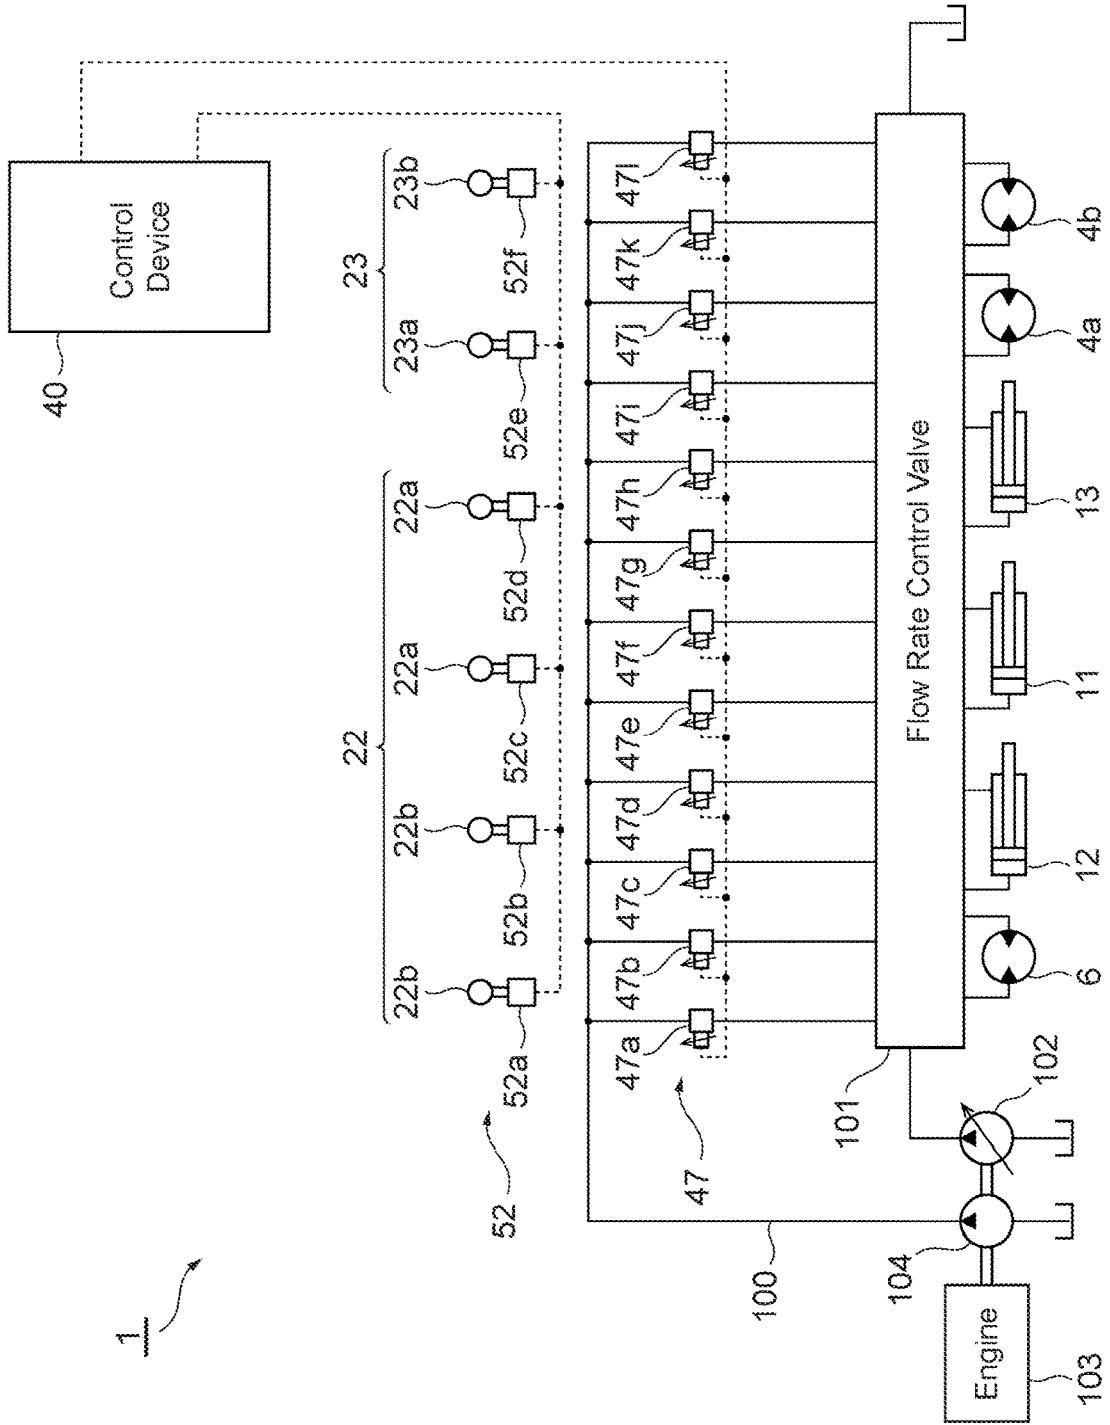 1
40
Control
Device
23
23b
23a
22
22a
22a
22b
22b
52
52f
52e
52d
52c
52b
52a
47
47l
47k
47j
47i
47h
47g
47f
47e
47d
47c
47b
47a
100
101
Flow Rate Control Valve
4b
4a
13
11
12
6
102
104
Engine
103